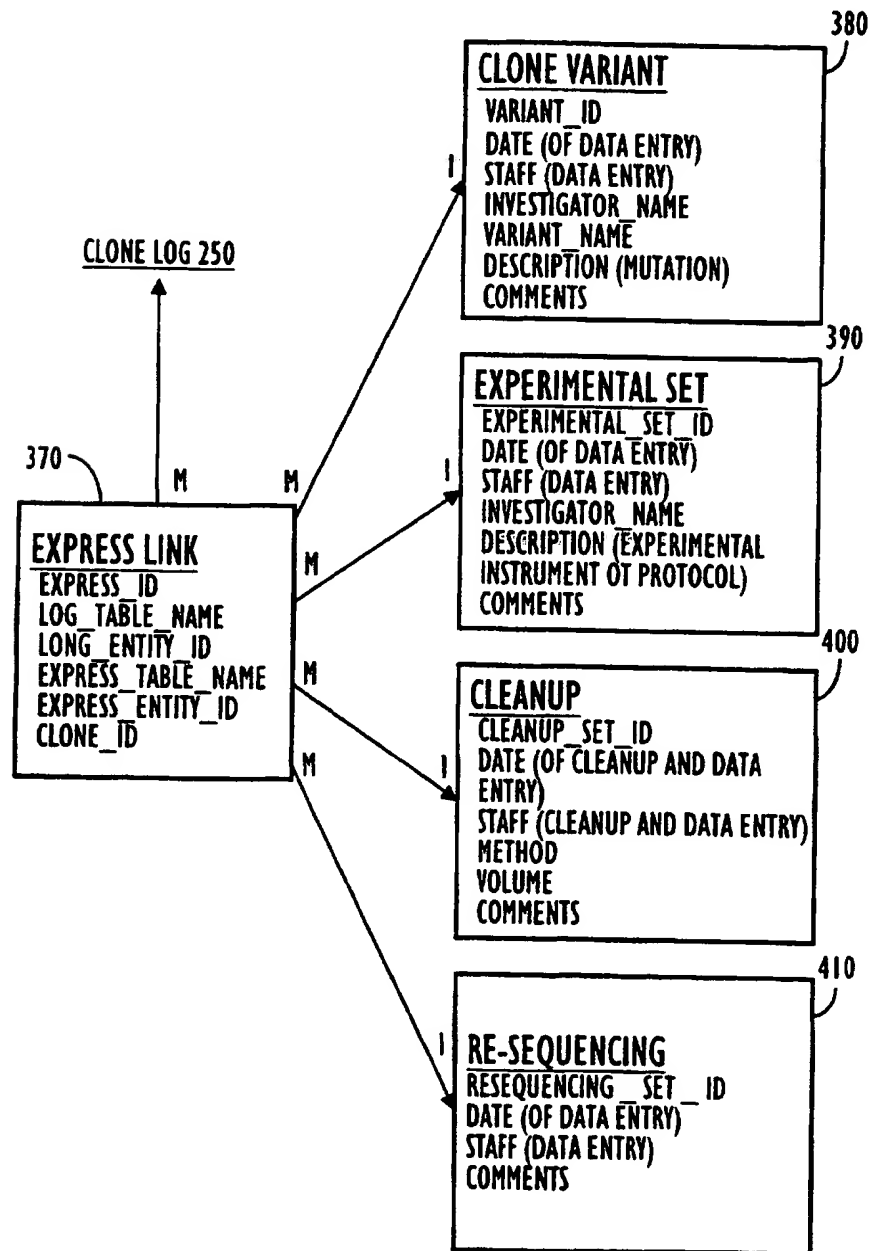 380
CLONE VARIANT
VARIANT_ID
DATE (OF DATA ENTRY)
STAFF (DATA ENTRY)
INVESTIGATOR_NAME
VARIANT_NAME
DESCRIPTION (MUTATION)
COMMENTS
1
CLONE LOG 250
390
EXPERIMENTAL SET
EXPERIMENTAL_SET_ID
DATE (OF DATA ENTRY)
STAFF (DATA ENTRY)
INVESTIGATOR_NAME
DESCRIPTION (EXPERIMENTAL
INSTRUMENT OT PROTOCOL)
COMMENTS
1
370
M
M
M
M
M
EXPRESS LINK
EXPRESS_ID
LOG_TABLE_NAME
LONG_ENTITY_ID
EXPRESS_TABLE_NAME
EXPRESS_ENTITY_ID
CLONE_ID
400
CLEANUP
CLEANUP_SET_ID
DATE (OF CLEANUP AND DATA
ENTRY)
STAFF (CLEANUP AND DATA ENTRY)
METHOD
VOLUME
COMMENTS
1
410
1
RE-SEQUENCING
RESEQUENCING_SET_ID
DATE (OF DATA ENTRY)
STAFF (DATA ENTRY)
COMMENTS